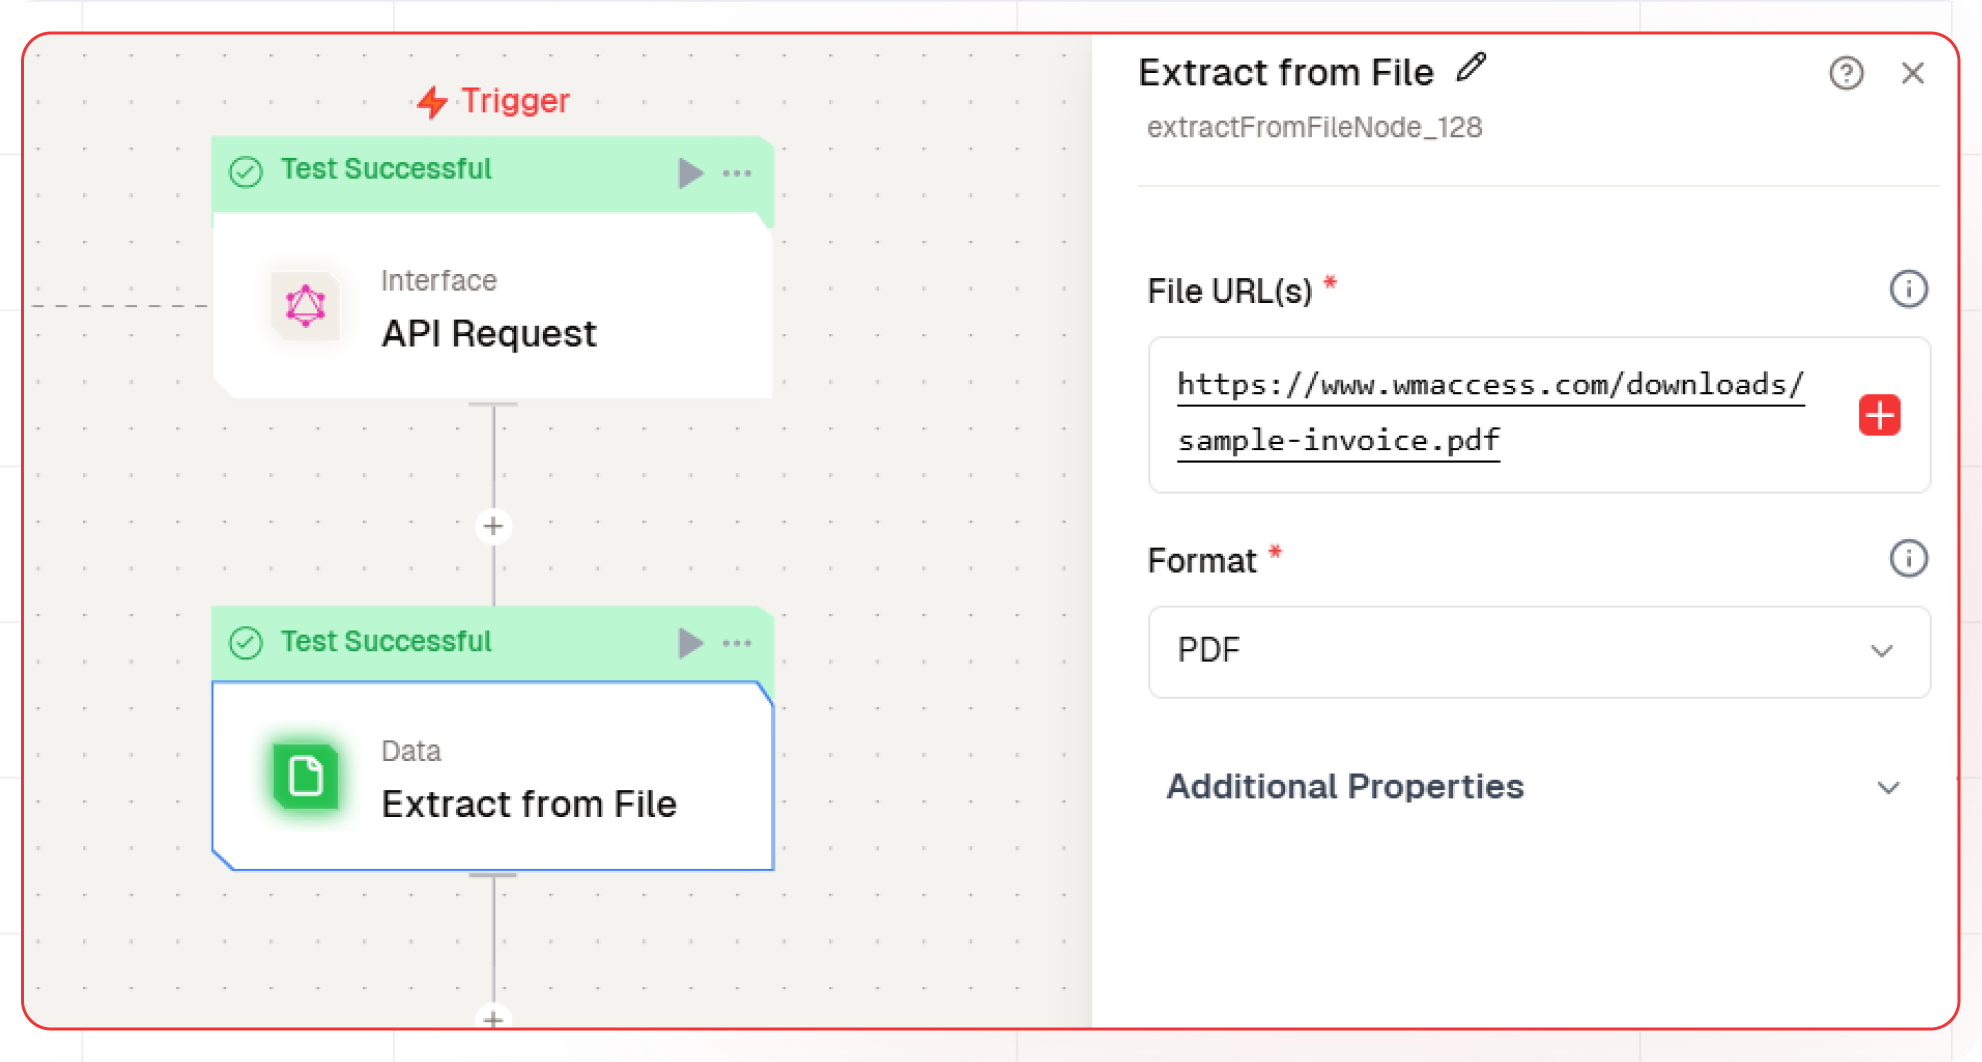 Trigger
Test Successful
Interface
API Request
Test Successful
Data
Extract from File
Extract from File
extractFromFileNode_128
File URL(s) *
https://www.wmaccess.com/downloads/
sample-invoice.pdf
Format *
PDF
Additional Properties